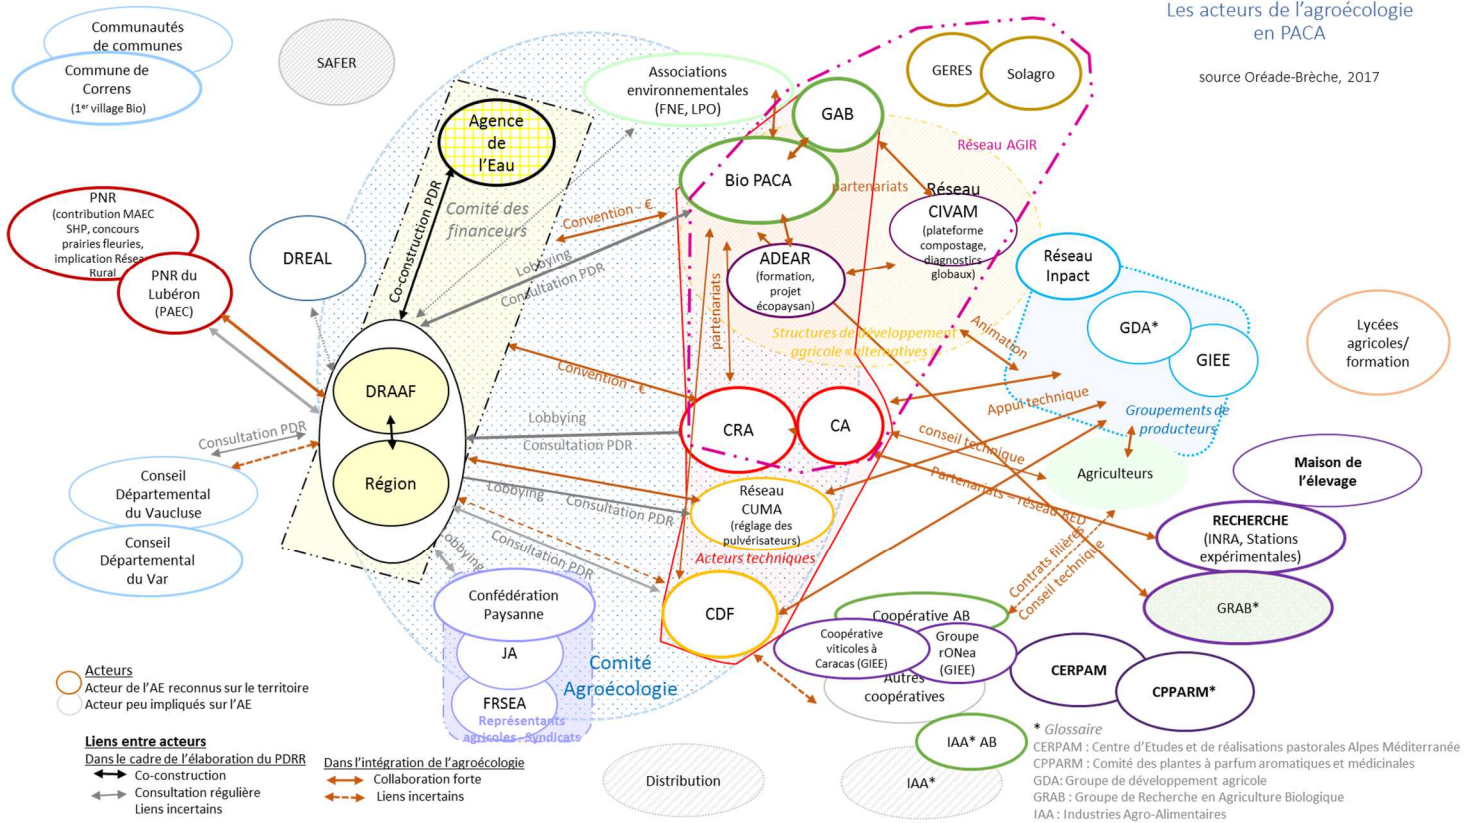 Les acteurs de l'agroécologie
en PACA
source Oréade-Brèche, 2017
Communautés
de communes
Commune de
Correns
(1er village Bio)
SAFER
Associations
environnementales
(FNE, LPO)
GAB
GERES
Solagro
Agence
de
l'Eau
Réseau AGIR
Bio PACA
partenariats
Réseau
CIVAM
(plateforme
compostage,
diagnostics
globaux)
PNR
(contribution MAEC
SHP, concours
prairies fleuries,
implication Résea
Rural
PNR du
Lubéron
(PAEC)
DREAL
Comité des
financeurs
Co-construction PDR
Convention - €
Lobbying
Consultation PDR
ADEAR
(formation,
projet
écopaysan)
Réseau
Inpact
GDA*
GIEE
Lycées
agricoles/
formation
partenariats
Structures de développement
agricole «alternatives »
Animation
DRAAF
Convention - €
Appui technique
Groupements de
producteurs
Lobbying
Consultation PDR
CRA
CA
conseil technique
Consultation PDR
Agriculteurs
Maison de
l'élevage
Conseil
Départemental
du Vaucluse
Région
Lobbying
Consultation PDR
Réseau
CUMA
(réglage des
pulvérisateurs)
Partenariats – réseau RED
RECHERCHE
(INRA, Stations
expérimentales)
Conseil
Départemental
du Var
Lobbying
Consultation PDR
Acteurs techniques
Contrats filières
Conseil technique
Confédération
Paysanne
CDF
GRAB*
Coopérative AB
Coopérative
viticoles à
Caracas (GIEE)
Groupe
rONea
(GIEE)
Autres
coopératives
JA
Comité
Agroécologie
CERPAM
CPPARM*
FRSEA
Représentants
agricoles : Syndicats
IAA* AB
Distribution
IAA*
Acteurs
Acteur de l'AE reconnus sur le territoire
Acteur peu impliqués sur l'AE
Liens entre acteurs
Dans le cadre de l'élaboration du PDRR
Co-construction
Consultation régulière
Liens incertains
Dans l'intégration de l'agroécologie
Collaboration forte
Liens incertains
* Glossaire
CERPAM : Centre d'Etudes et de réalisations pastorales Alpes Méditerranée
CPPARM : Comité des plantes à parfum aromatiques et médicinales
GDA: Groupe de développement agricole
GRAB : Groupe de Recherche en Agriculture Biologique
IAA : Industries Agro-Alimentaires